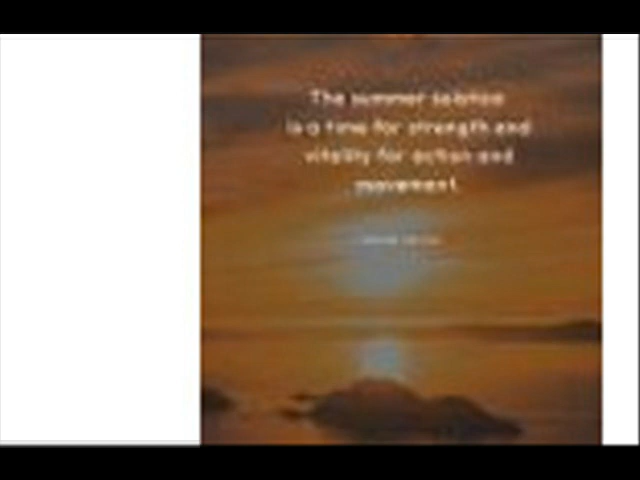 The summer solstice
is a time for strength and
vitality for action and
movement.